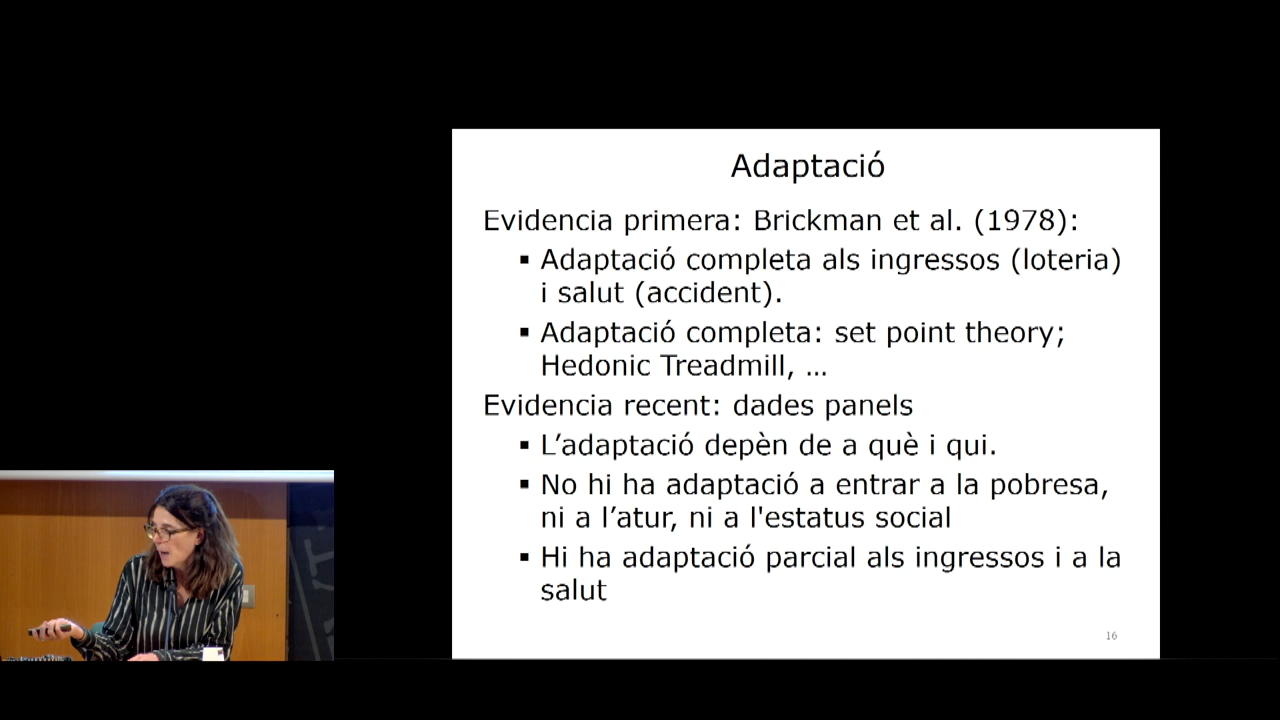 Adaptació
Evidencia primera: Brickman et al. (1978):
▪ Adaptació completa als ingressos (loteria)
i salut (accident).
▪ Adaptació completa: set point theory;
Hedonic Treadmill, …
Evidencia recent: dades panels
▪ L’adaptació depèn de a què i qui.
▪ No hi ha adaptació a entrar a la pobresa,
ni a l’atur, ni a l'estatus social
▪ Hi ha adaptació parcial als ingressos i a la
salut
16